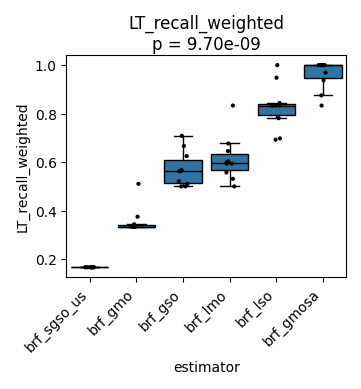 LT_recall_weighted
p = 9.70e-09
LT_recall_weighted
1.0
0.8
0.6
0.4
0.2
brf_sgso_us
brf_gmo
brf_gso
brf_lmo
brf_lso
brf_gmosa
estimator